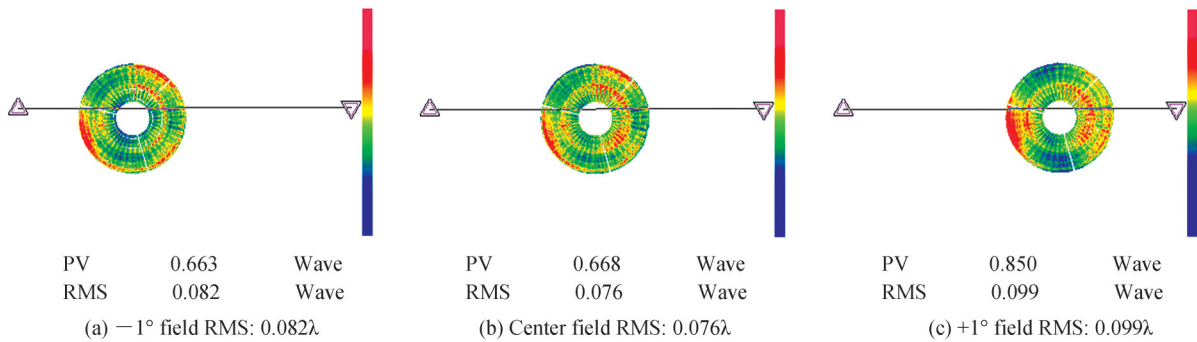 PV 0.663 Wave
RMS 0.082 Wave
(a) －1° field RMS: 0.082λ
PV 0.668 Wave
RMS 0.076 Wave
(b) Center field RMS: 0.076λ
PV 0.850 Wave
RMS 0.099 Wave
(c) +1° field RMS: 0.099λ